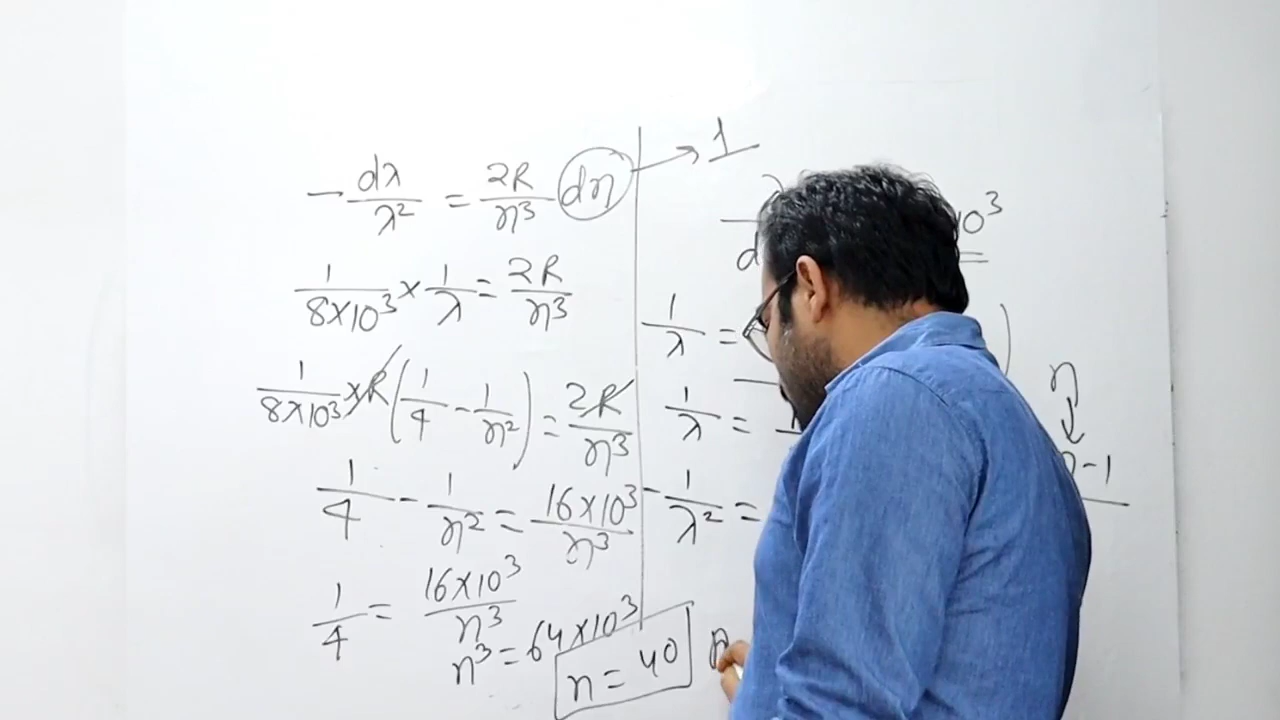 - dλ/λ² = 2R/n³ dn → 1
1/8×10³ × 1/λ = 2R/n³
1/8×10³ × R (1/4 - 1/n²) = 2R/n³
1/4 - 1/n² = 16×10³/n³
1/4 = 16×10³/n³
n³ = 64×10³
n = 40
λ
d
×10³
1/λ = )
1/λ =
- 1/λ² =
n
↓
n-1